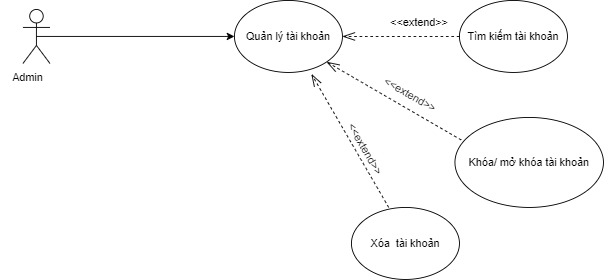 Quản lý tài khoản
<<extend>>
Tìm kiếm tài khoản
Admin
<<extend>>
<<extend>>
Khóa/ mở khóa tài khoản
Xóa tài khoản